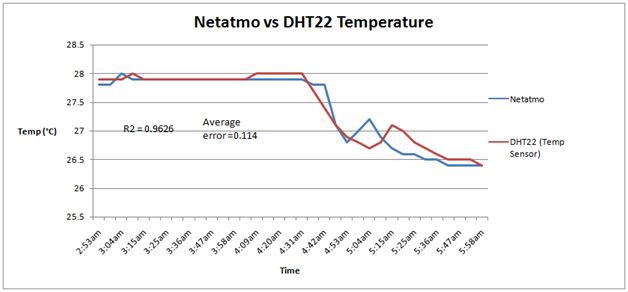 Netatmo vs DHT22 Temperature
28.5
28
27.5
27
26.5
26
25.5
Temp (°C)
R2 = 0.9626
Average
error = 0.114
Netatmo
DHT22 (Temp
Sensor)
2:53am
3:04am
3:15am
3:25am
3:36am
3:47am
3:58am
4:09am
4:20am
4:31am
4:42am
4:53am
5:04am
5:15am
5:25am
5:36am
5:47am
5:58am
Time